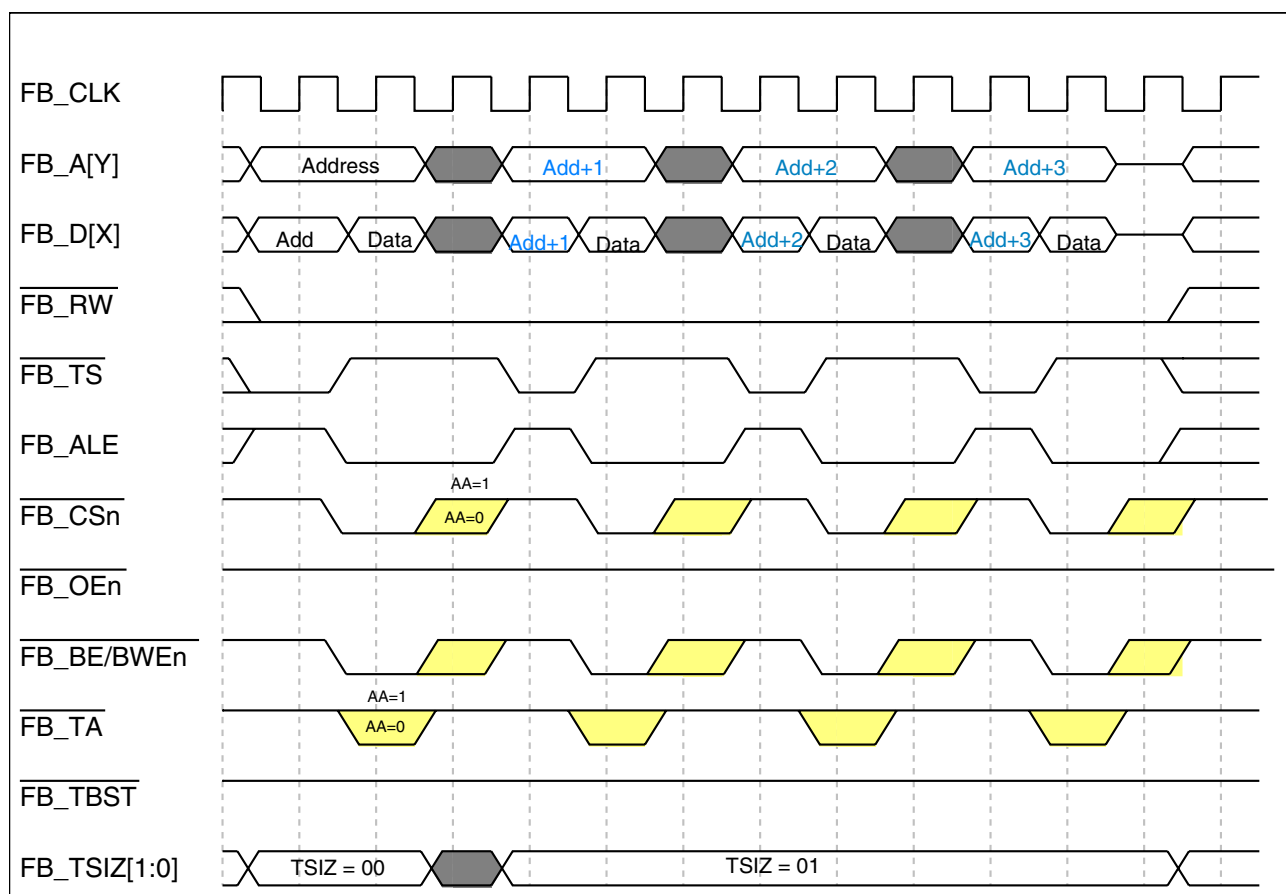 FB_CLK
FB_A[Y] Address Add+1 Add+2 Add+3
FB_D[X] Add Data Add+1 Data Add+2 Data Add+3 Data
FB_RW
FB_TS
FB_ALE
AA=1
FB_CSn AA=0
FB_OEn
FB_BE/BWEn
AA=1
FB_TA AA=0
FB_TBST
FB_TSIZ[1:0] TSIZ = 00 TSIZ = 01